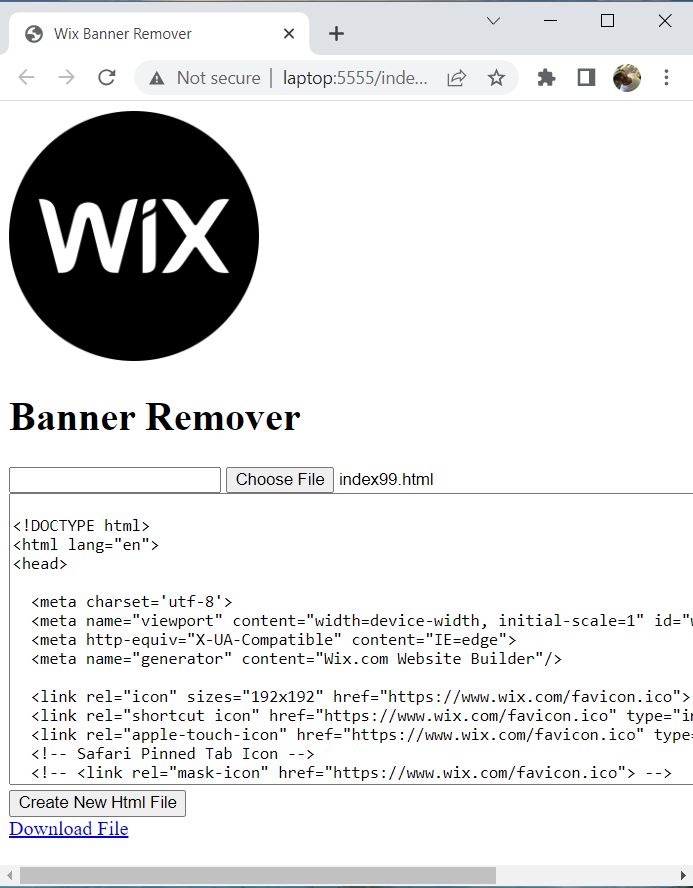 Wix Banner Remover
Not secure | laptop:5555/inde...
WiX
Banner Remover
Choose File index99.html
<!DOCTYPE html>
<html lang="en">
<head>
<meta charset='utf-8'>
<meta name="viewport" content="width=device-width, initial-scale=1" id="w
<meta http-equiv="X-UA-Compatible" content="IE=edge">
<meta name="generator" content="Wix.com Website Builder"/>
<link rel="icon" sizes="192x192" href="https://www.wix.com/favicon.ico">
<link rel="shortcut icon" href="https://www.wix.com/favicon.ico" type="in
<link rel="apple-touch-icon" href="https://www.wix.com/favicon.ico" type=
<!-- Safari Pinned Tab Icon -->
<!-- <link rel="mask-icon" href="https://www.wix.com/favicon.ico"> -->
Create New Html File
Download File